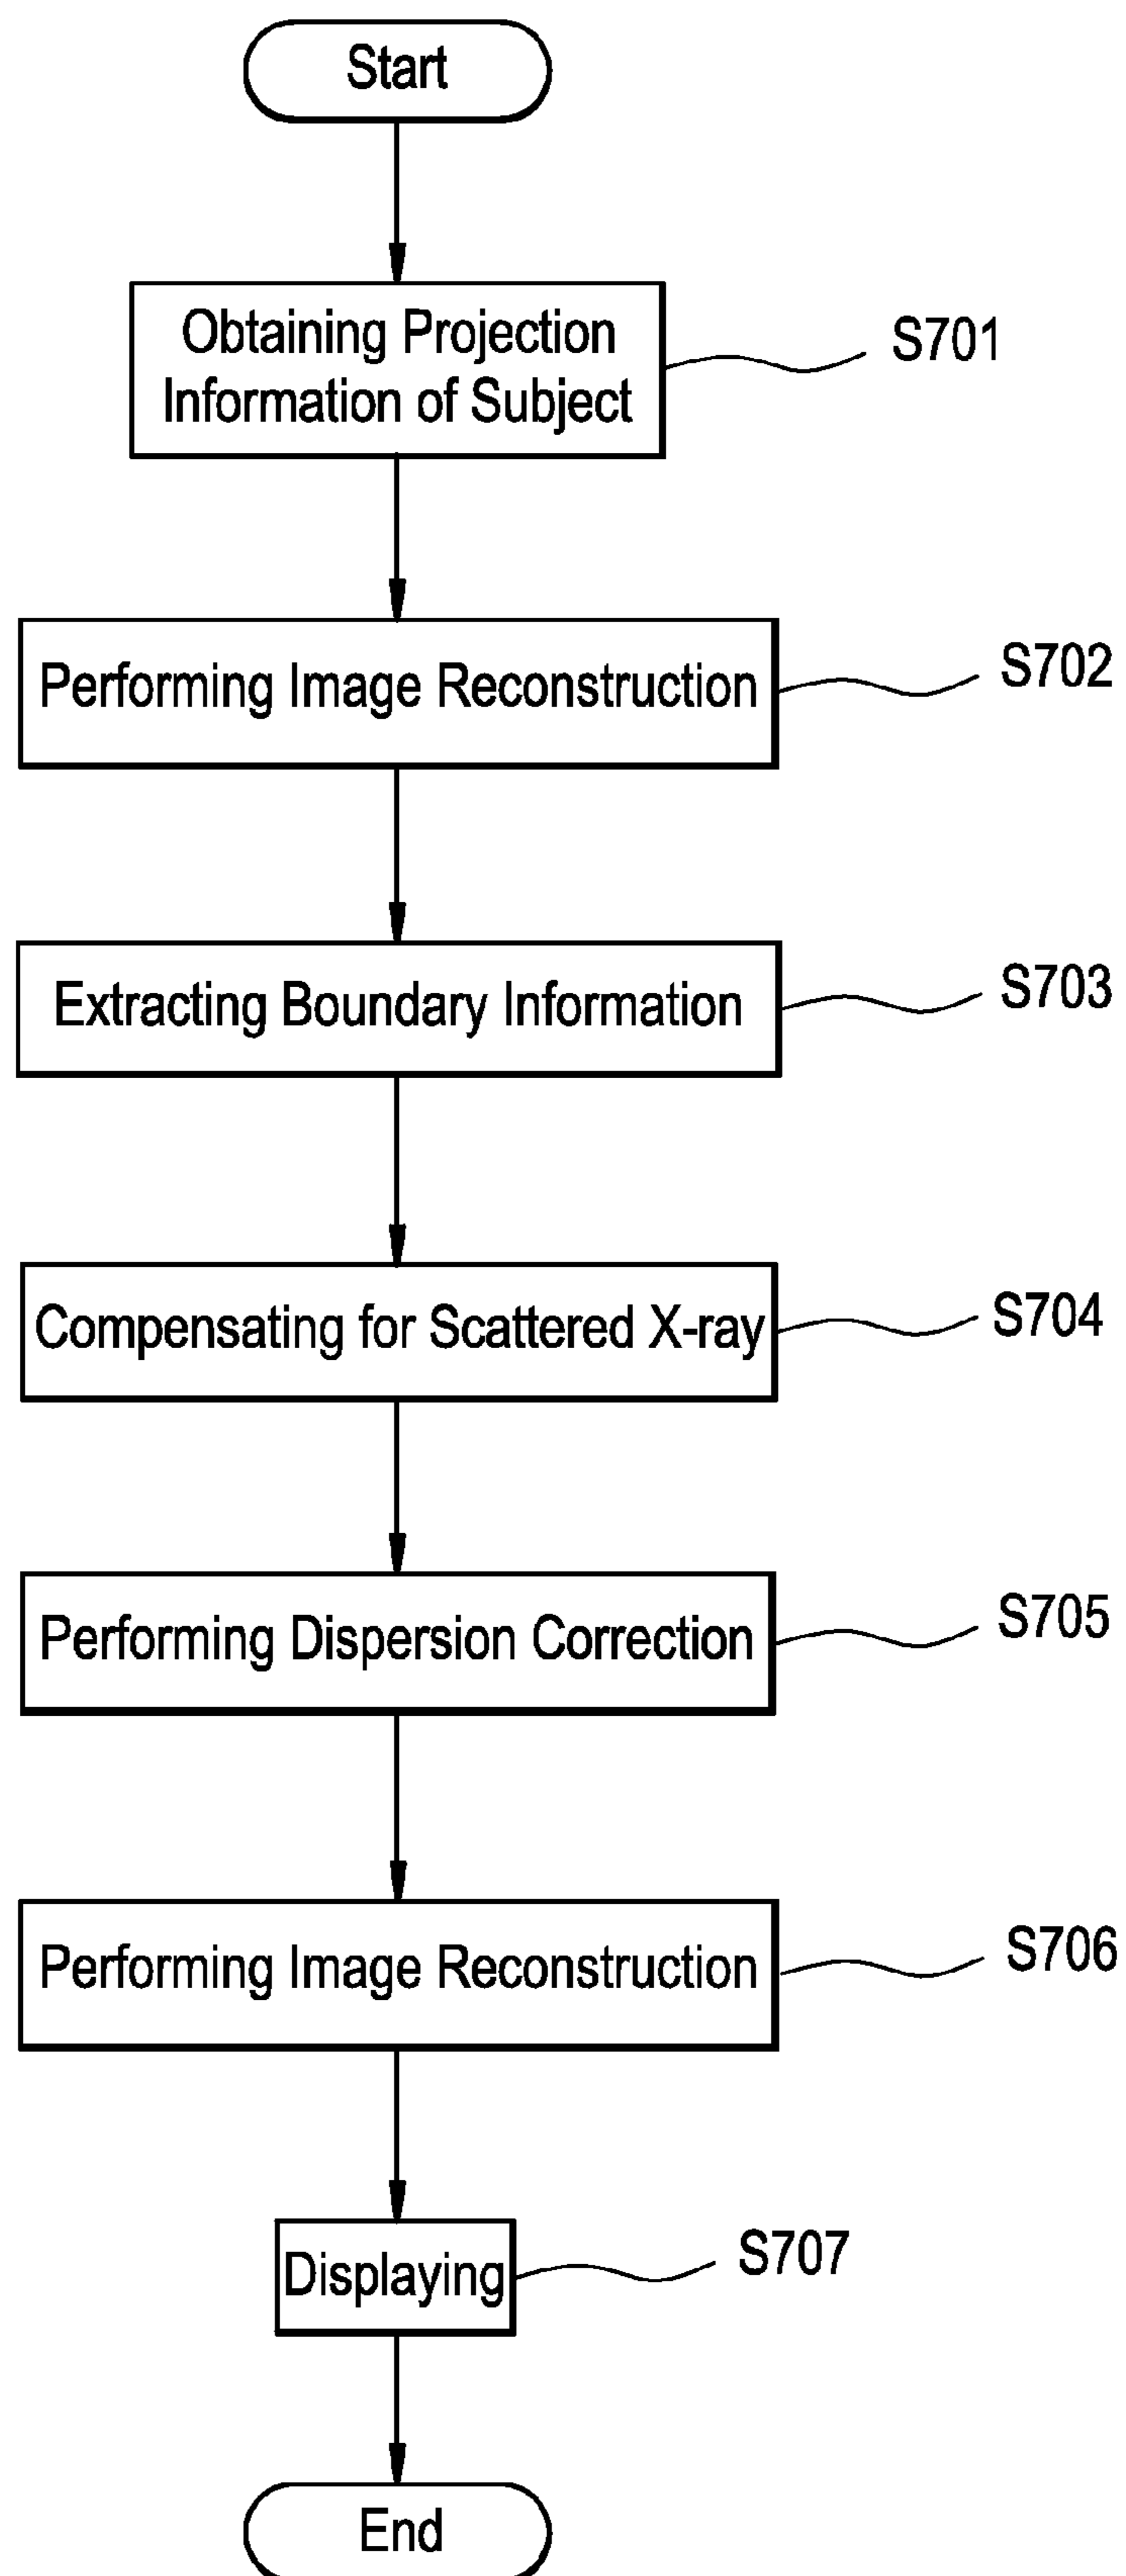 Start
Obtaining Projection
Information of Subject
S701
Performing Image Reconstruction
S702
Extracting Boundary Information
S703
Compensating for Scattered X-ray
S704
Performing Dispersion Correction
S705
Performing Image Reconstruction
S706
Displaying
S707
End